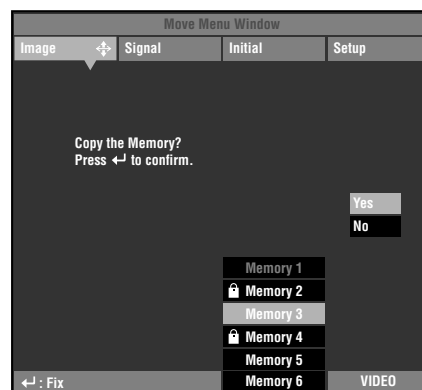 Move Menu Window
Image Signal Initial Setup
Copy the Memory?
Press ↵ to confirm.
Yes
No
Memory 1
Memory 2
Memory 3
Memory 4
Memory 5
↵ : Fix Memory 6 VIDEO